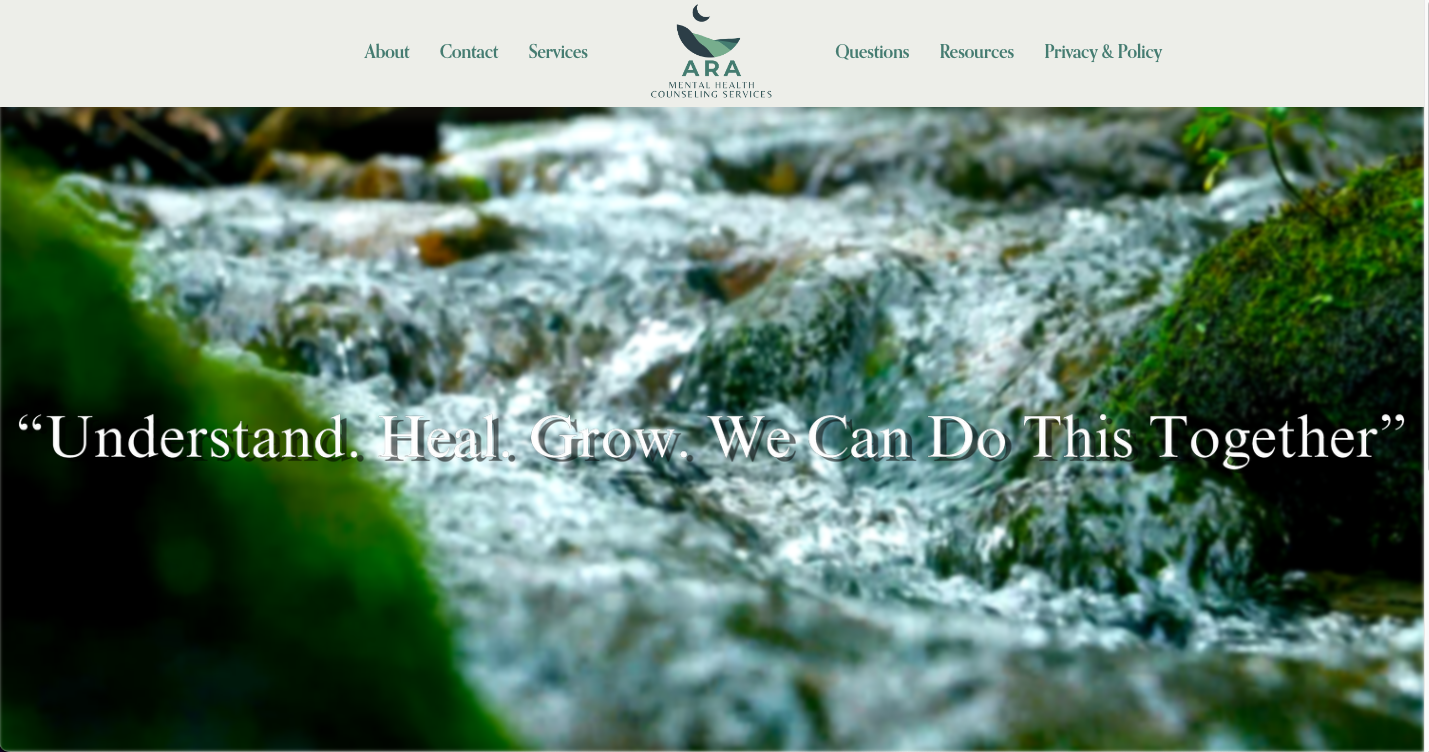 About Contact Services
ARA
MENTAL HEALTH
COUNSELING SERVICES
Questions Resources Privacy & Policy
“Understand. Heal. Grow. We Can Do This Together”